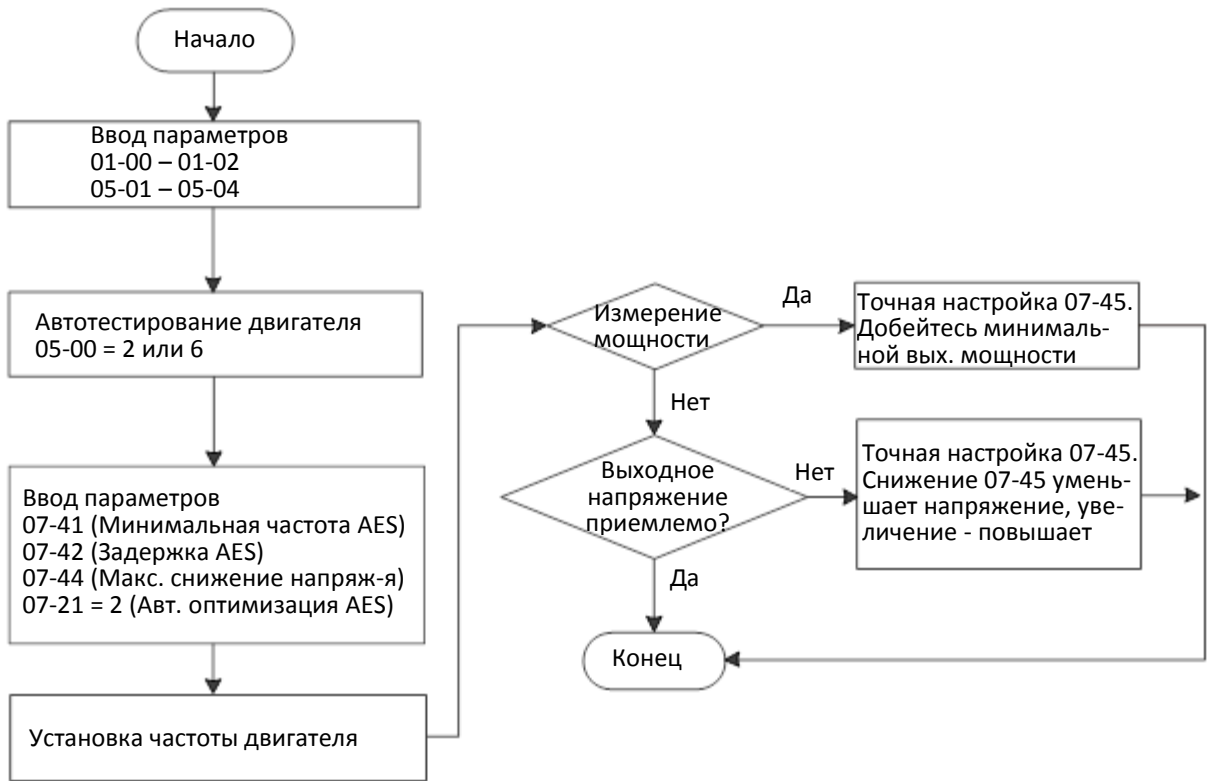 Начало
Ввод параметров
01-00 – 01-02
05-01 – 05-04
Автотестирование двигателя
05-00 = 2 или 6
Ввод параметров
07-41 (Минимальная частота AES)
07-42 (Задержка AES)
07-44 (Макс. снижение напряж-я)
07-21 = 2 (Авт. оптимизация AES)
Установка частоты двигателя
Измерение
мощности
Да
Точная настройка 07-45.
Добейтесь минималь-
ной вых. мощности
Нет
Выходное
напряжение
приемлемо?
Нет
Точная настройка 07-45.
Снижение 07-45 умень-
шает напряжение, уве-
личение - повышает
Да
Конец